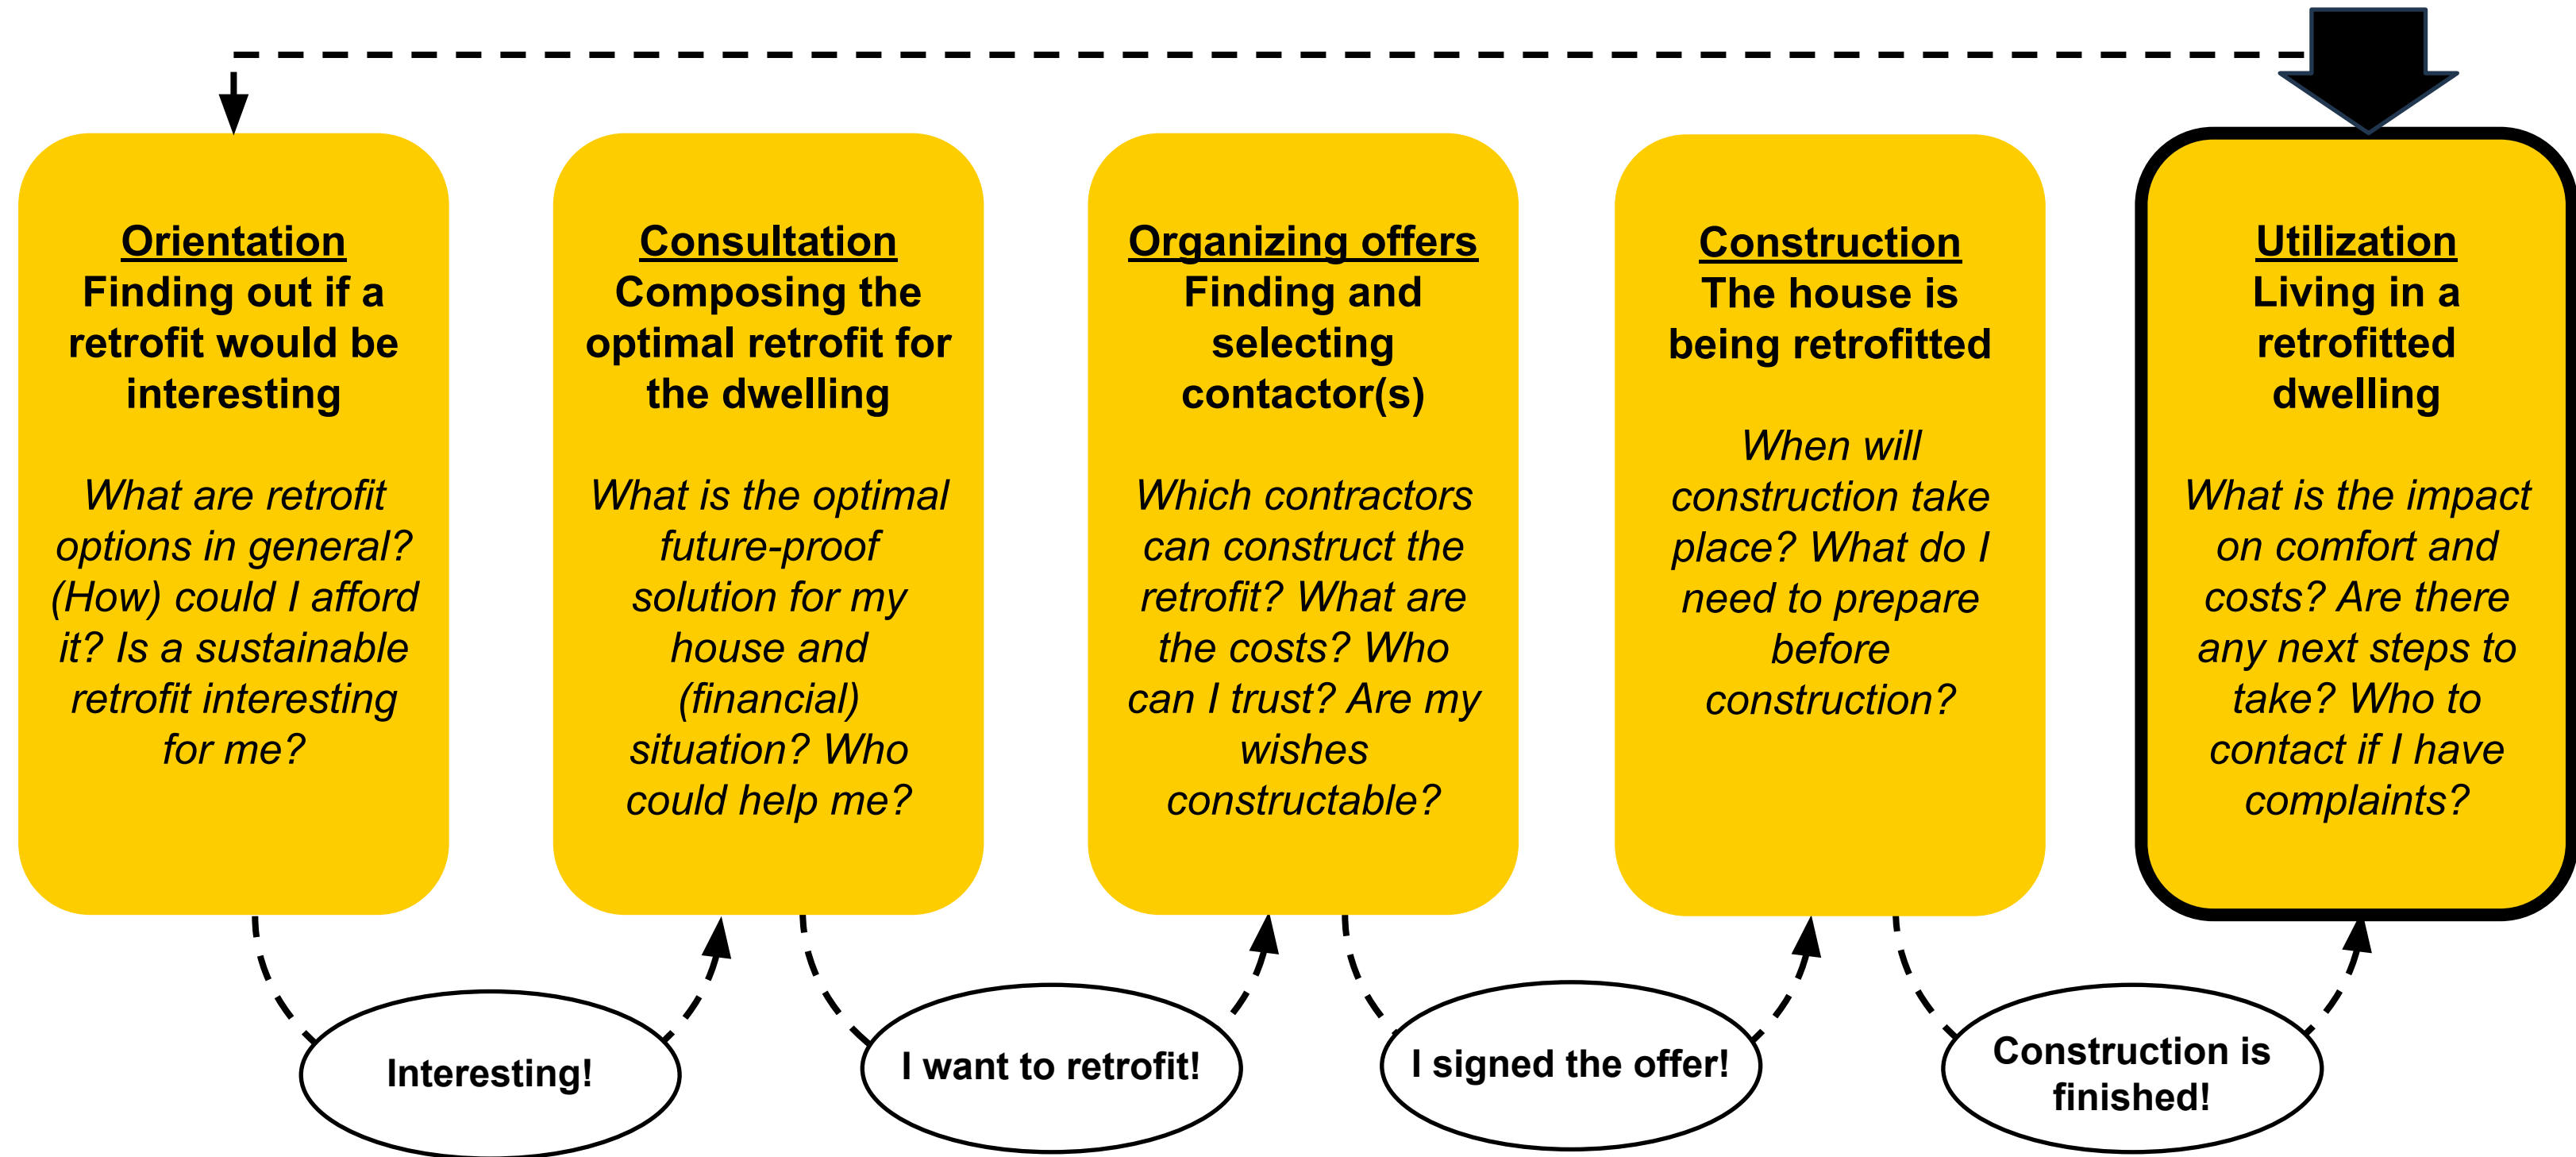 Orientation
Finding out if a
retrofit would be
interesting
What are retrofit
options in general?
(How) could I afford
it? Is a sustainable
retrofit interesting
for me?
Consultation
Composing the
optimal retrofit for
the dwelling
What is the optimal
future-proof
solution for my
house and
(financial)
situation? Who
could help me?
Organizing offers
Finding and
selecting
contactor(s)
Which contractors
can construct the
retrofit? What are
the costs? Who
can I trust? Are my
wishes
constructable?
Construction
The house is
being retrofitted
When will
construction take
place? What do I
need to prepare
before
construction?
Utilization
Living in a
retrofitted
dwelling
What is the impact
on comfort and
costs? Are there
any next steps to
take? Who to
contact if I have
complaints?
Interesting!
I want to retrofit!
I signed the offer!
Construction is
finished!